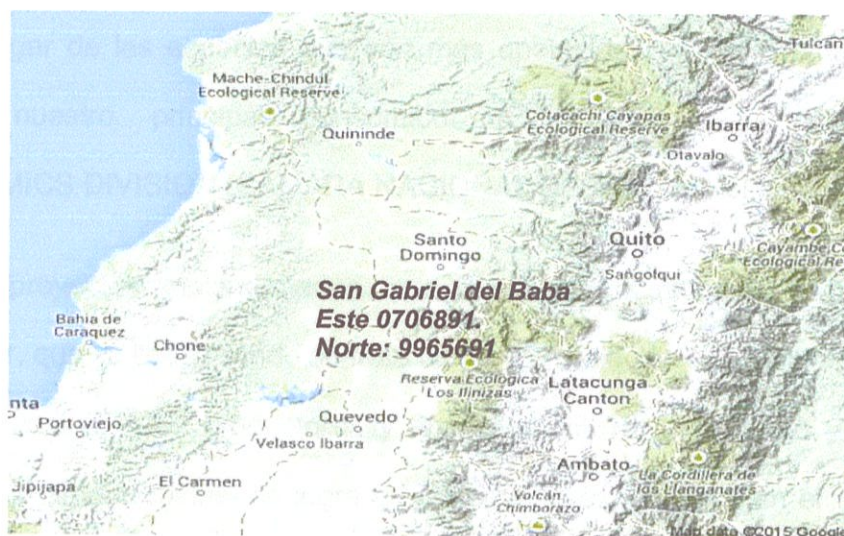 Tulcan
Mache-Chindul
Ecological Reserve
Cotacachi Cayapas
Ecological Reserve
Ibarra
Quininde
Otavalo
Santo
Domingo
Quito
Cayambe
Ecological Re
Sangolqui
San Gabriel del Baba
Este 0706891.
Norte: 9965691
Bahia de
Caraquez
Chone
Reserva Ecologica
Los Ilinizas
Latacunga
Canton
nta
Portoviejo
Quevedo
Velasco Ibarra
Jipijapa
El Carmen
Ambato
La Cordillera de
los Llanganates
Volcán
Chimborazo
Map data ©2015 Google